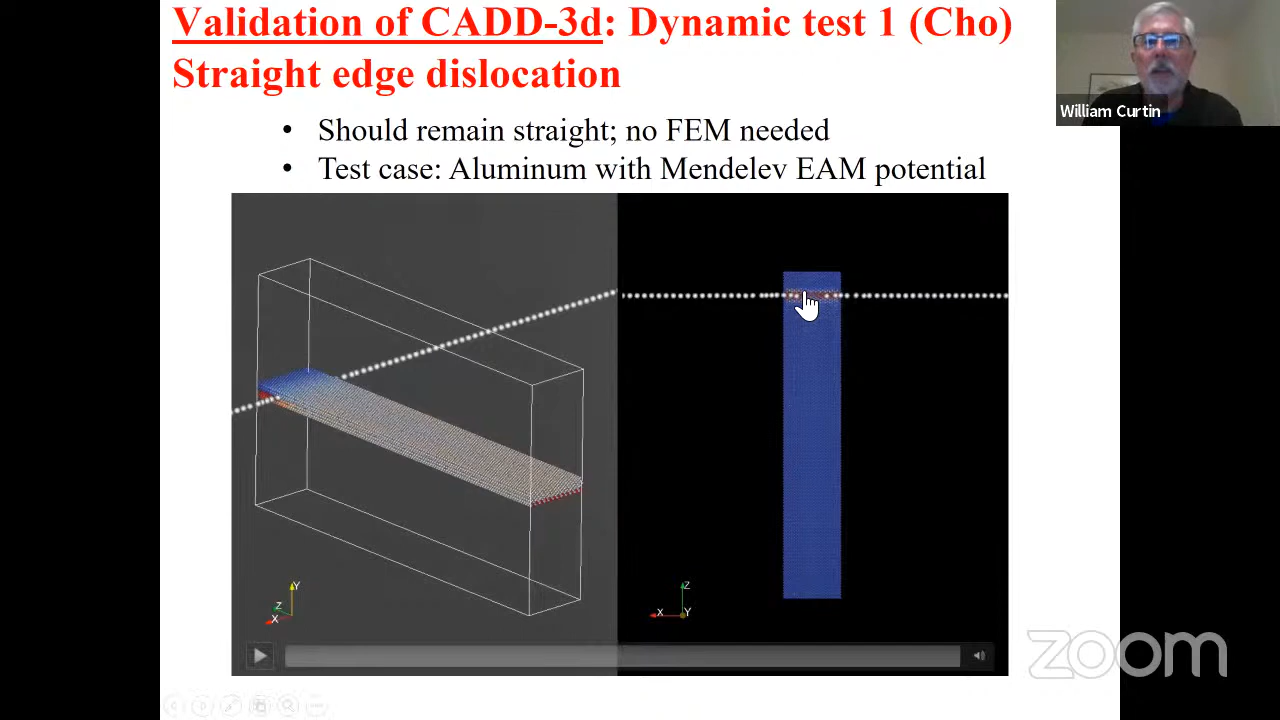 Validation of CADD-3d: Dynamic test 1 (Cho)
Straight edge dislocation
William Curtin
• Should remain straight; no FEM needed
• Test case: Aluminum with Mendelev EAM potential
Y
Z
X
Z
X
Y
zoom